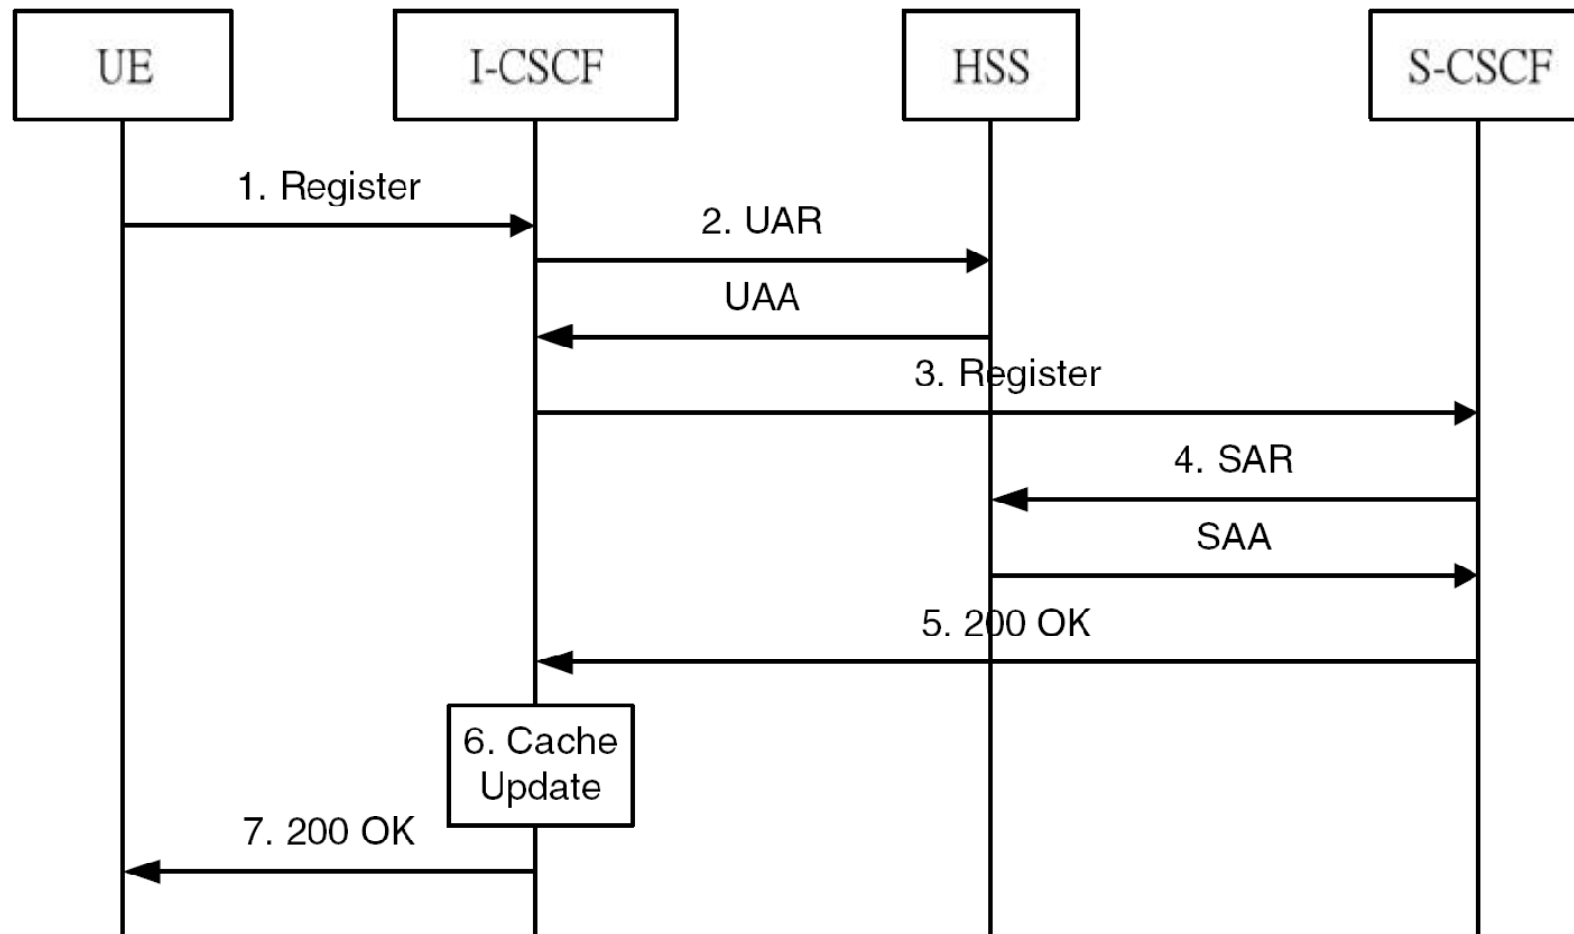 UE
I-CSCF
HSS
S-CSCF
1. Register
2. UAR
UAA
3. Register
4. SAR
SAA
5. 200 OK
6. Cache
Update
7. 200 OK